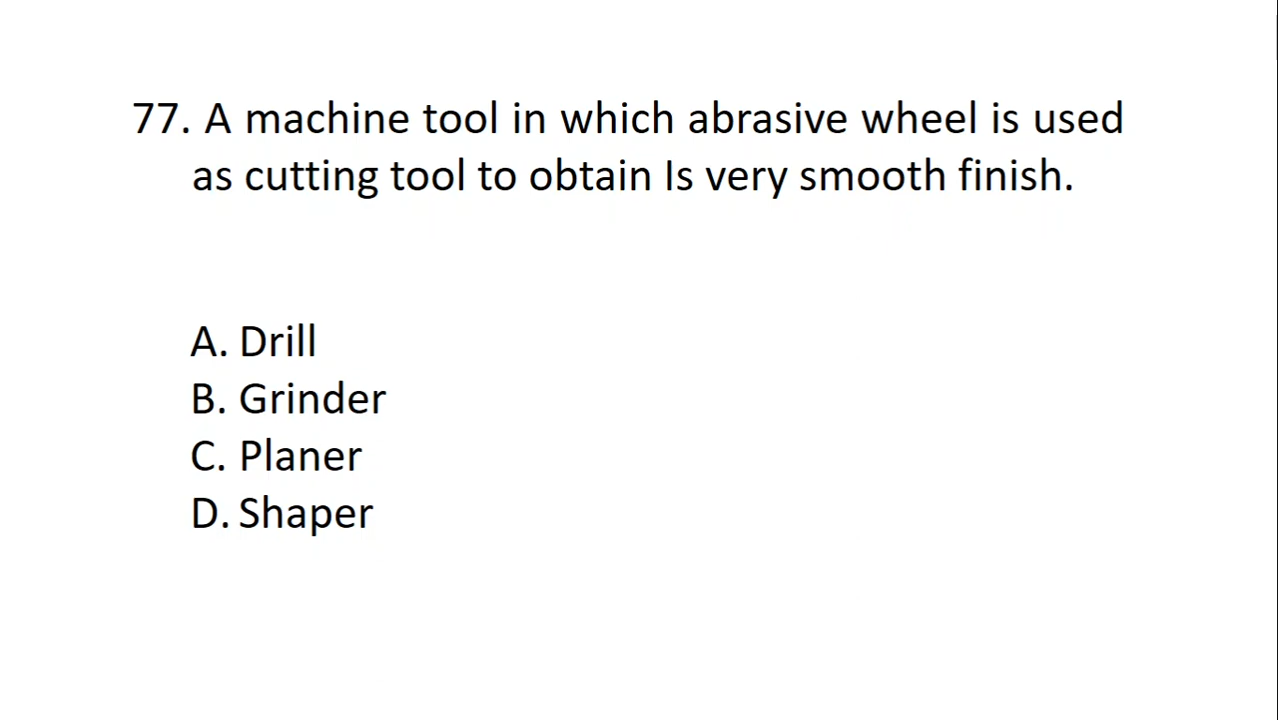 77. A machine tool in which abrasive wheel is used
as cutting tool to obtain Is very smooth finish.
A. Drill
B. Grinder
C. Planer
D. Shaper